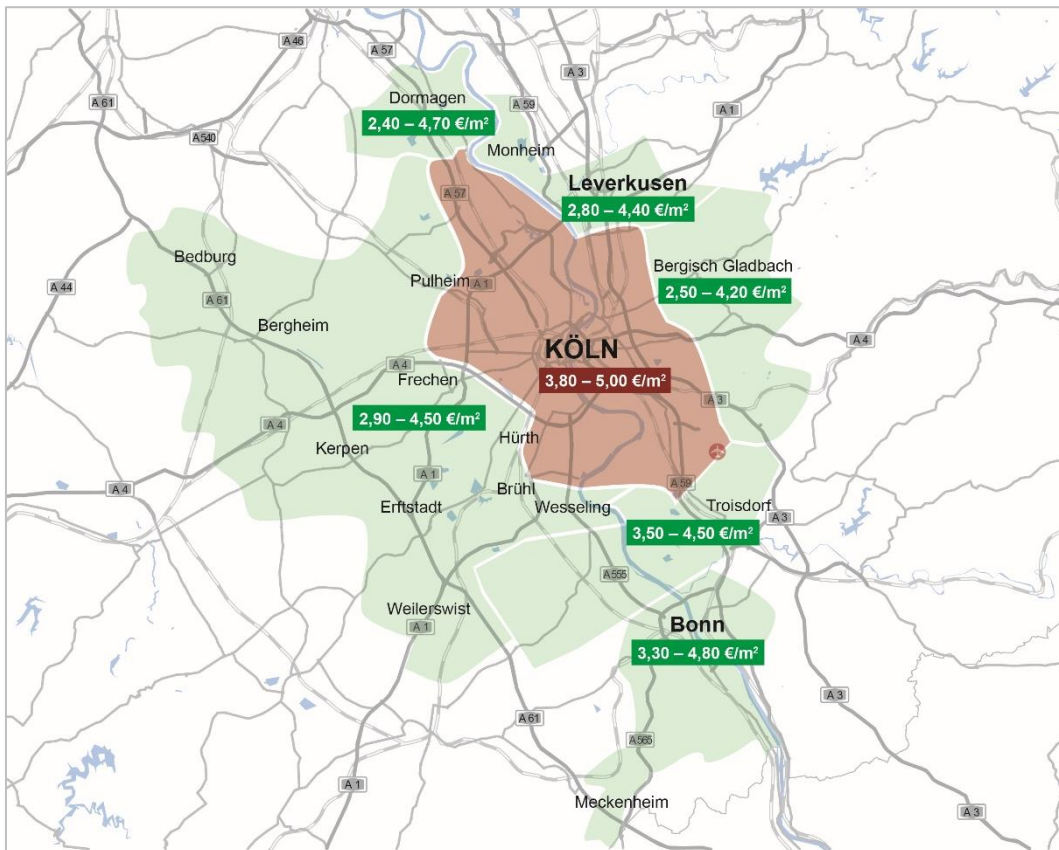 A 46
A 57
A 3
A 61
Dormagen
A 59
A 1
2,40 – 4,70 €/m²
A 540
Monheim
Leverkusen
A 57
2,80 – 4,40 €/m²
Bedburg
Bergisch Gladbach
Pulheim
A 1
A 44
A 61
2,50 – 4,20 €/m²
Bergheim
KÖLN
A 4
A 4
Frechen
3,80 – 5,00 €/m²
A 3
2,90 – 4,50 €/m²
A 4
Hürth
Kerpen
A 1
A 59
A 4
Brühl
Erftstadt
Wesseling
Troisdorf
A 3
3,50 – 4,50 €/m²
A 555
Weilerswist
A 1
Bonn
3,30 – 4,80 €/m²
A 3
A 61
A 565
A 1
Meckenheim
A 3